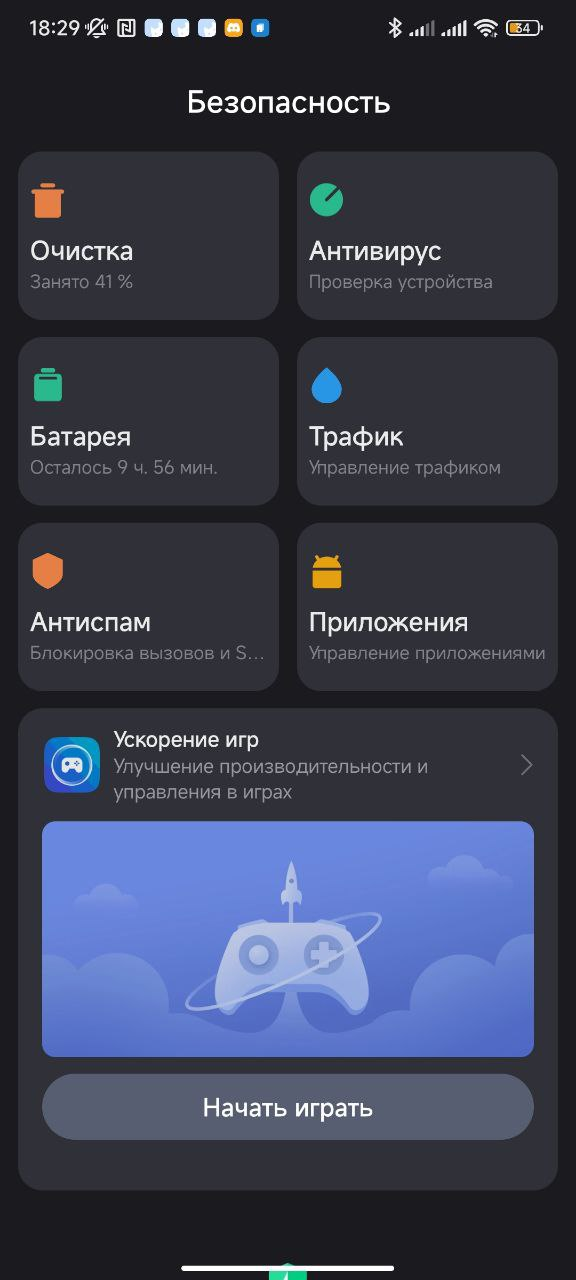 18:29
34
Безопасность
Очистка
Занято 41 %
Антивирус
Проверка устройства
Батарея
Осталось 9 ч. 56 мин.
Трафик
Управление трафиком
Антиспам
Блокировка вызовов и S...
Приложения
Управление приложениями
Ускорение игр
Улучшение производительности и
управления в играх
Начать играть